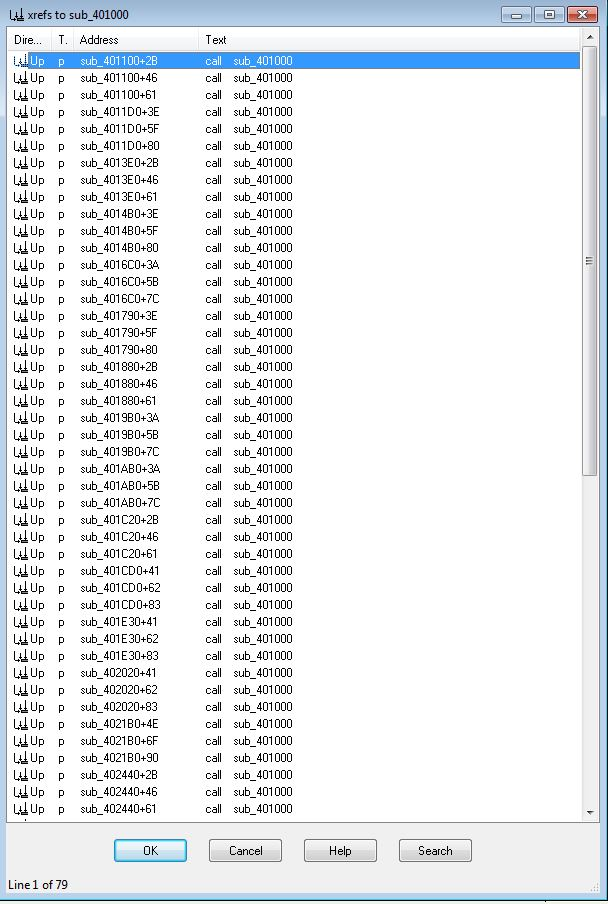 xrefs to sub_401000
Dire... T. Address Text
Up p sub_401100+2B call sub_401000
Up p sub_401100+46 call sub_401000
Up p sub_401100+61 call sub_401000
Up p sub_4011D0+3E call sub_401000
Up p sub_4011D0+5F call sub_401000
Up p sub_4011D0+80 call sub_401000
Up p sub_4013E0+2B call sub_401000
Up p sub_4013E0+46 call sub_401000
Up p sub_4013E0+61 call sub_401000
Up p sub_4014B0+3E call sub_401000
Up p sub_4014B0+5F call sub_401000
Up p sub_4014B0+80 call sub_401000
Up p sub_4016C0+3A call sub_401000
Up p sub_4016C0+5B call sub_401000
Up p sub_4016C0+7C call sub_401000
Up p sub_401790+3E call sub_401000
Up p sub_401790+5F call sub_401000
Up p sub_401790+80 call sub_401000
Up p sub_401880+2B call sub_401000
Up p sub_401880+46 call sub_401000
Up p sub_401880+61 call sub_401000
Up p sub_4019B0+3A call sub_401000
Up p sub_4019B0+5B call sub_401000
Up p sub_4019B0+7C call sub_401000
Up p sub_401AB0+3A call sub_401000
Up p sub_401AB0+5B call sub_401000
Up p sub_401AB0+7C call sub_401000
Up p sub_401C20+2B call sub_401000
Up p sub_401C20+46 call sub_401000
Up p sub_401C20+61 call sub_401000
Up p sub_401CD0+41 call sub_401000
Up p sub_401CD0+62 call sub_401000
Up p sub_401CD0+83 call sub_401000
Up p sub_401E30+41 call sub_401000
Up p sub_401E30+62 call sub_401000
Up p sub_401E30+83 call sub_401000
Up p sub_402020+41 call sub_401000
Up p sub_402020+62 call sub_401000
Up p sub_402020+83 call sub_401000
Up p sub_4021B0+4E call sub_401000
Up p sub_4021B0+6F call sub_401000
Up p sub_4021B0+90 call sub_401000
Up p sub_402440+2B call sub_401000
Up p sub_402440+46 call sub_401000
Up p sub_402440+61 call sub_401000
OK Cancel Help Search
Line 1 of 79